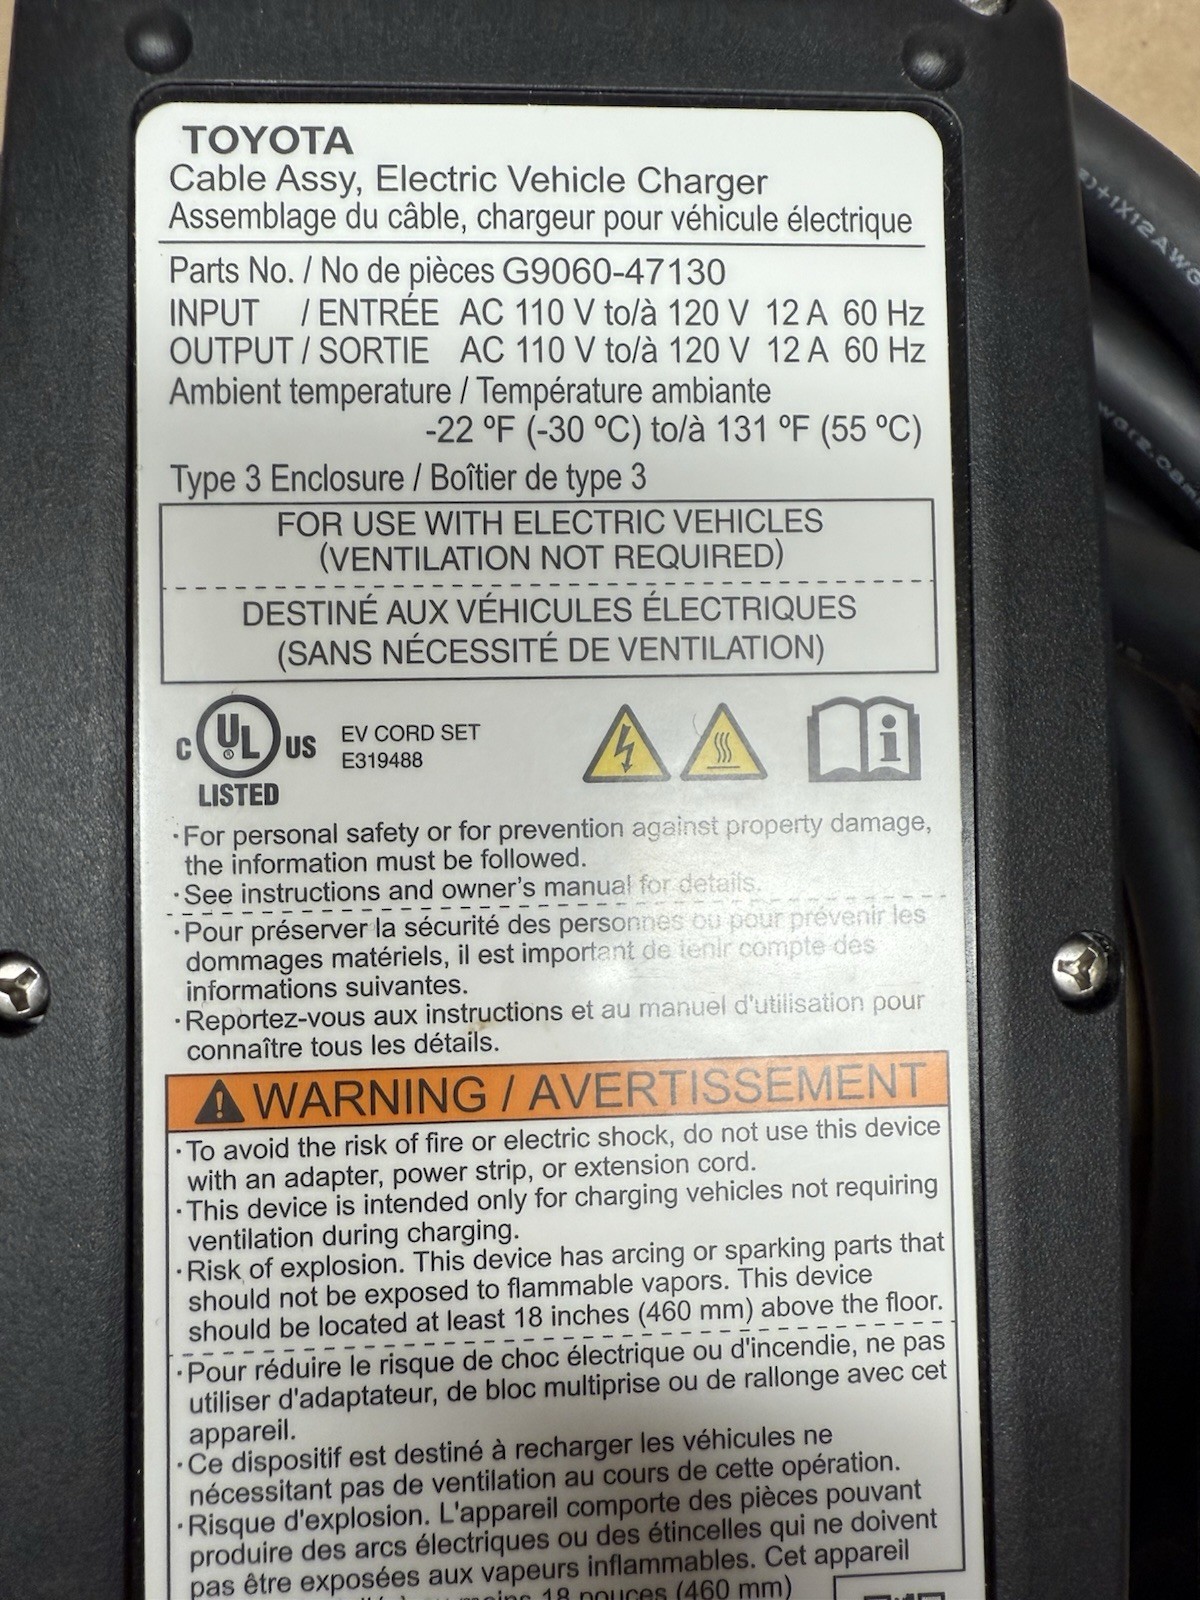 TOYOTA
Cable Assy, Electric Vehicle Charger
Assemblage du câble, chargeur pour véhicule électrique
Parts No. / No de pièces G9060-47130
INPUT / ENTRÉE AC 110 V to/à 120 V 12 A 60 Hz
OUTPUT / SORTIE AC 110 V to/à 120 V 12 A 60 Hz
Ambient temperature / Température ambiante
-22 ºF (-30 ºC) to/à 131 ºF (55 ºC)
Type 3 Enclosure / Boîtier de type 3
FOR USE WITH ELECTRIC VEHICLES
(VENTILATION NOT REQUIRED)
DESTINÉ AUX VÉHICULES ÉLECTRIQUES
(SANS NÉCESSITÉ DE VENTILATION)
C UL ® US
LISTED
EV CORD SET
E319488
·For personal safety or for prevention against property damage,
the information must be followed.
·See instructions and owner's manual for details.
·Pour préserver la sécurité des personnes ou pour prévenir les
dommages matériels, il est important de tenir compte des
informations suivantes.
·Reportez-vous aux instructions et au manuel d'utilisation pour
connaître tous les détails.
WARNING / AVERTISSEMENT
·To avoid the risk of fire or electric shock, do not use this device
with an adapter, power strip, or extension cord.
·This device is intended only for charging vehicles not requiring
ventilation during charging.
·Risk of explosion. This device has arcing or sparking parts that
should not be exposed to flammable vapors. This device
should be located at least 18 inches (460 mm) above the floor.
·Pour réduire le risque de choc électrique ou d'incendie, ne pas
utiliser d'adaptateur, de bloc multiprise ou de rallonge avec cet
appareil.
·Ce dispositif est destiné à recharger les véhicules ne
nécessitant pas de ventilation au cours de cette opération.
·Risque d'explosion. L'appareil comporte des pièces pouvant
produire des arcs électriques ou des étincelles qui ne doivent
pas être exposées aux vapeurs inflammables. Cet appareil
moins 18 pouces (460 mm)
)+1X12AWG
WG(2.08m